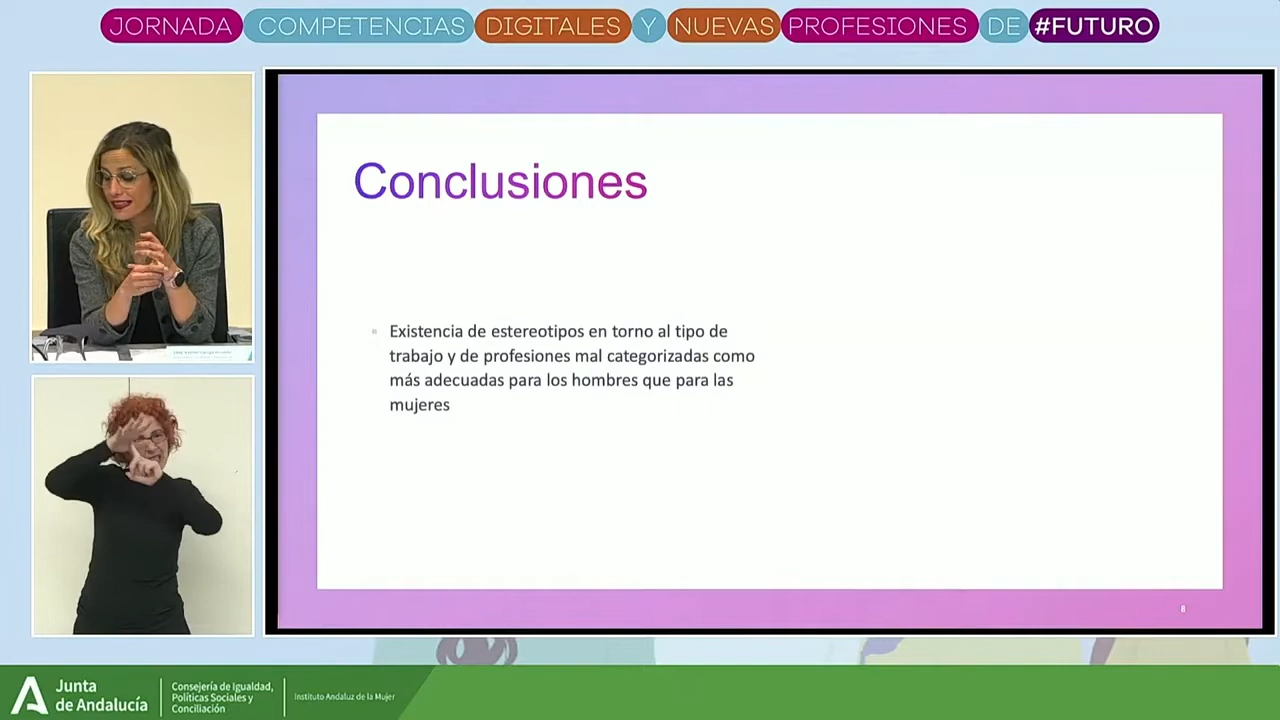 JORNADA COMPETENCIAS DIGITALES Y NUEVAS PROFESIONES DE #FUTURO
Conclusiones
Existencia de estereotipos en torno al tipo de
trabajo y de profesiones mal categorizadas como
más adecuadas para los hombres que para las
mujeres
Junta
de Andalucía
Consejería de Igualdad,
Políticas Sociales y
Conciliación
Instituto Andaluz de la Mujer